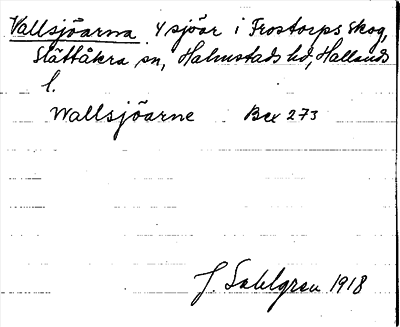 Vallsjöarna 4 sjöar i Frostorps skog,
Slättåkra sn, Halmstads hd, Hallands
l.
Wallsjöarne Bex 273
J. Sahlgren 1918